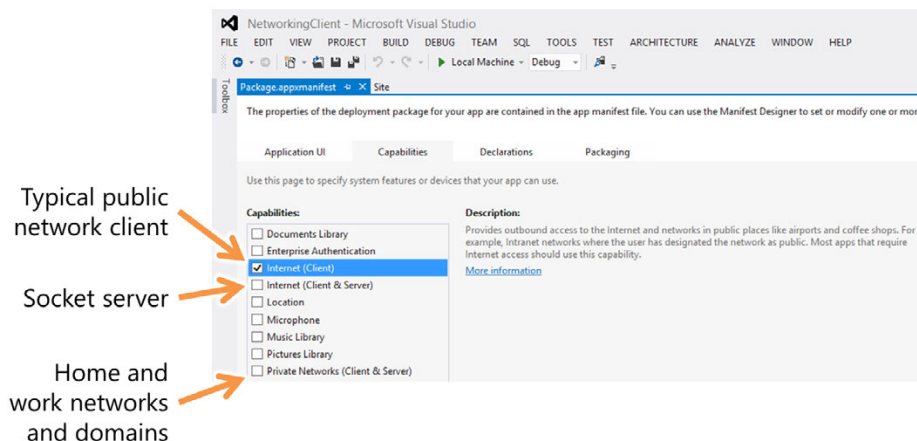 NetworkingClient - Microsoft Visual Studio
FILE EDIT VIEW PROJECT BUILD DEBUG TEAM SQL TOOLS TEST ARCHITECTURE ANALYZE WINDOW HELP
Local Machine Debug
Toolbox
Package.appxmanifest Site
The properties of the deployment package for your app are contained in the app manifest file. You can use the Manifest Designer to set or modify one or mor
Application UI Capabilities Declarations Packaging
Use this page to specify system features or devices that your app can use.
Capabilities:
Documents Library
Enterprise Authentication
Internet (Client)
Internet (Client & Server)
Location
Microphone
Music Library
Pictures Library
Private Networks (Client & Server)
Description:
Provides outbound access to the Internet and networks in public places like airports and coffee shops. For
example, Intranet networks where the user has designated the network as public. Most apps that require
Internet access should use this capability.
More information
Typical public
network client
Socket server
Home and
work networks
and domains